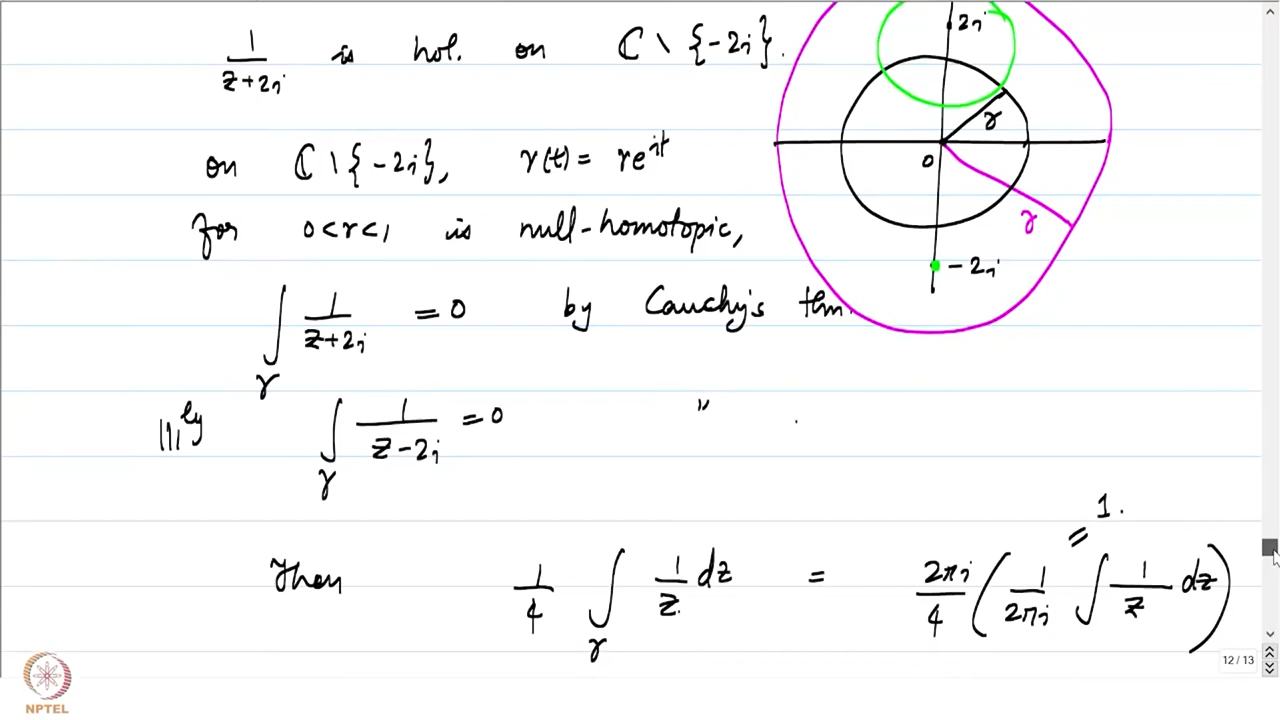 1/(z+2i) is hol. on ℂ \ {-2i}.
2i
r
on ℂ \ {-2i}, γ(t) = re^{it}
0
for 0<r<1 is null-homotopic,
r
-2i
∫_γ 1/(z+2i) = 0 by Cauchy's thm.
|||ly ∫_γ 1/(z-2i) = 0 " .
= 1.
Then 1/4 ∫_γ 1/z dz = 2πi/4 ( 1/2πi ∫ 1/z dz )
12 / 13
NPTEL